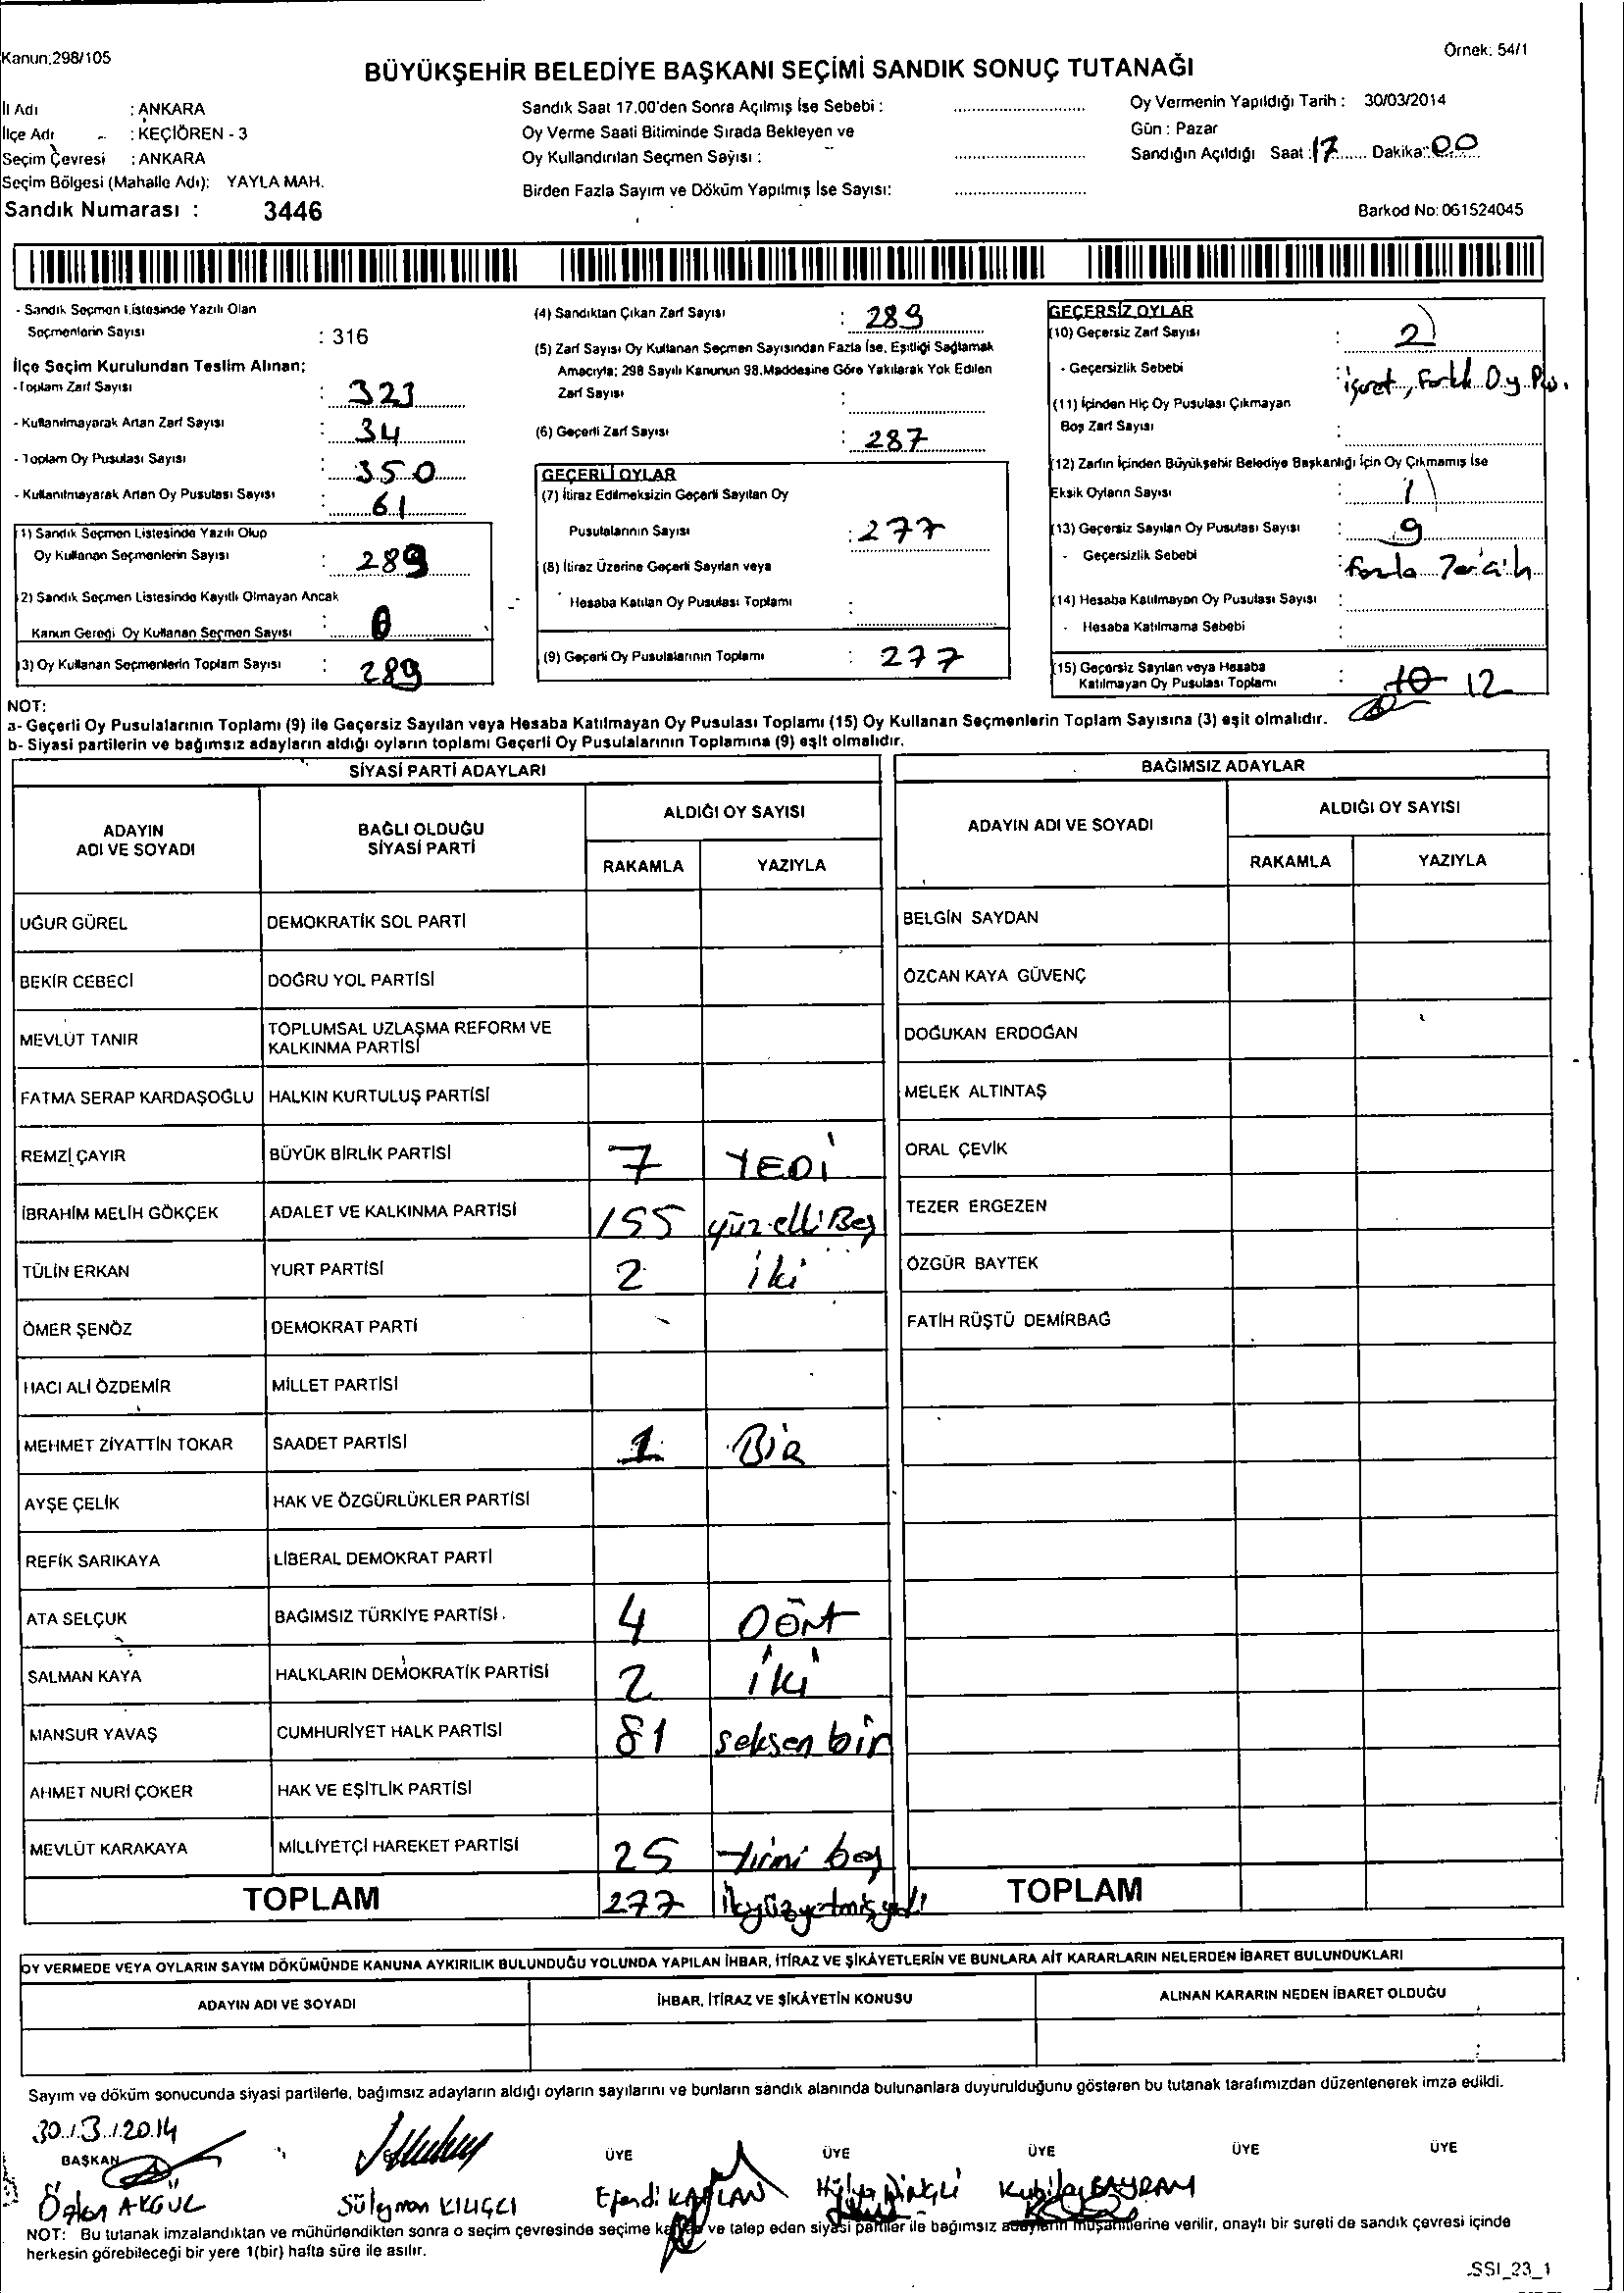 Kanun:298/105
Örnek: 54/1
BÜYÜKŞEHİR BELEDİYE BAŞKANI SEÇİMİ SANDIK SONUÇ TUTANAĞI
İl Adı : ANKARA
İlçe Adı : KEÇİÖREN - 3
Seçim Çevresi : ANKARA
Seçim Bölgesi (Mahalle Adı): YAYLA MAH.
Sandık Numarası : 3446
Sandık Saat 17.00'den Sonra Açılmış İse Sebebi :
Oy Verme Saati Bitiminde Sırada Bekleyen ve
Oy Kullandırılan Seçmen Sayısı :
Birden Fazla Sayım ve Döküm Yapılmış İse Sayısı:
Oy Vermenin Yapıldığı Tarih : 30/03/2014
Gün : Pazar
Sandığın Açıldığı Saat : 17 Dakika: 00
Barkod No: 061524045
- Sandık Seçmen Listesinde Yazılı Olan
Seçmenlerin Sayısı : 316
İlçe Seçim Kurulundan Teslim Alınan;
- Toplam Zarf Sayısı : 323
- Kullanılmayarak Artan Zarf Sayısı : 34
- Toplam Oy Pusulası Sayısı : 350
- Kullanılmayarak Artan Oy Pusulası Sayısı : 61
(1) Sandık Seçmen Listesinde Yazılı Olup
Oy Kullanan Seçmenlerin Sayısı : 289
(2) Sandık Seçmen Listesinde Kayıtlı Olmayan Ancak
Kanun Gereği Oy Kullanan Seçmen Sayısı : 0
(3) Oy Kullanan Seçmenlerin Toplam Sayısı : 289
(4) Sandıktan Çıkan Zarf Sayısı : 289
(5) Zarf Sayısı Oy Kullanan Seçmen Sayısından Fazla İse, Eşitliği Sağlamak
Amacıyla; 298 Sayılı Kanunun 98.Maddesine Göre Yakılarak Yok Edilen
Zarf Sayısı :
(6) Geçerli Zarf Sayısı : 287
GEÇERLİ OYLAR
(7) İtiraz Edilmeksizin Geçerli Sayılan Oy
Pusulalarının Sayısı : 277
(8) İtiraz Üzerine Geçerli Sayılan veya
Hesaba Katılan Oy Pusulası Toplamı :
(9) Geçerli Oy Pusulalarının Toplamı : 277
GEÇERSİZ OYLAR
(10) Geçersiz Zarf Sayısı : 2
- Geçersizlik Sebebi : işaret, Farklı Oy Pus.
(11) İçinden Hiç Oy Pusulası Çıkmayan
Boş Zarf Sayısı :
(12) Zarfın İçinden Büyükşehir Belediye Başkanlığı İçin Oy Çıkmamış İse
Eksik Oyların Sayısı : 1
(13) Geçersiz Sayılan Oy Pusulası Sayısı : 9
- Geçersizlik Sebebi : fazla Tercih
(14) Hesaba Katılmayan Oy Pusulası Sayısı :
- Hesaba Katılmama Sebebi :
(15) Geçersiz Sayılan veya Hesaba
Katılmayan Oy Pusulası Toplamı : 10 12
NOT:
a- Geçerli Oy Pusulalarının Toplamı (9) ile Geçersiz Sayılan veya Hesaba Katılmayan Oy Pusulası Toplamı (15) Oy Kullanan Seçmenlerin Toplam Sayısına (3) eşit olmalıdır.
b- Siyasi partilerin ve bağımsız adayların aldığı oyların toplamı Geçerli Oy Pusulalarının Toplamına (9) eşit olmalıdır.
SİYASİ PARTİ ADAYLARI
ADAYIN ADI VE SOYADI
BAĞLI OLDUĞU SİYASİ PARTİ
ALDIĞI OY SAYISI
RAKAMLA YAZIYLA
UĞUR GÜREL DEMOKRATİK SOL PARTİ
BEKİR CEBECİ DOĞRU YOL PARTİSİ
MEVLÜT TANIR TOPLUMSAL UZLAŞMA REFORM VE KALKINMA PARTİSİ
FATMA SERAP KARDAŞOĞLU HALKIN KURTULUŞ PARTİSİ
REMZİ ÇAYIR BÜYÜK BİRLİK PARTİSİ 7 YEDİ
İBRAHİM MELİH GÖKÇEK ADALET VE KALKINMA PARTİSİ 155 yüz elli Beş
TÜLİN ERKAN YURT PARTİSİ 2 iki
ÖMER ŞENÖZ DEMOKRAT PARTİ
HACI ALİ ÖZDEMİR MİLLET PARTİSİ
MEHMET ZİYATTİN TOKAR SAADET PARTİSİ 1 BiR
AYŞE ÇELİK HAK VE ÖZGÜRLÜKLER PARTİSİ
REFİK SARIKAYA LİBERAL DEMOKRAT PARTİ
ATA SELÇUK BAĞIMSIZ TÜRKİYE PARTİSİ 4 DÖRt
SALMAN KAYA HALKLARIN DEMOKRATİK PARTİSİ 2 iki
MANSUR YAVAŞ CUMHURİYET HALK PARTİSİ 81 seksen bir
AHMET NURİ ÇOKER HAK VE EŞİTLİK PARTİSİ
MEVLÜT KARAKAYA MİLLİYETÇİ HAREKET PARTİSİ 25 Yirmi beş
TOPLAM 277 ikiyüzyetmişyedi
BAĞIMSIZ ADAYLAR
ADAYIN ADI VE SOYADI
ALDIĞI OY SAYISI
RAKAMLA YAZIYLA
BELGİN SAYDAN
ÖZCAN KAYA GÜVENÇ
DOĞUKAN ERDOĞAN
MELEK ALTINTAŞ
ORAL ÇEVİK
TEZER ERGEZEN
ÖZGÜR BAYTEK
FATİH RÜŞTÜ DEMİRBAĞ
TOPLAM
OY VERMEDE VEYA OYLARIN SAYIM DÖKÜMÜNDE KANUNA AYKIRILIK BULUNDUĞU YOLUNDA YAPILAN İHBAR, İTİRAZ VE ŞİKÂYETLERİN VE BUNLARA AİT KARARLARIN NELERDEN İBARET BULUNDUKLARI
ADAYIN ADI VE SOYADI
İHBAR, İTİRAZ VE ŞİKÂYETİN KONUSU
ALINAN KARARIN NEDEN İBARET OLDUĞU
Sayım ve döküm sonucunda siyasi partilerle, bağımsız adayların aldığı oyların sayılarını ve bunların sandık alanında bulunanlara duyurulduğunu gösteren bu tutanak tarafımızdan düzenlenerek imza edildi.
30/3/2014
BAŞKAN ÜYE ÜYE ÜYE ÜYE ÜYE
AKGÜL Süleyman KILIÇCI Efendi KAPLAN Hülya Kubilay BAYRAM
NOT: Bu tutanak imzalandıktan ve mühürlendikten sonra o seçim çevresinde seçime ve talep eden siyasi partiler ile bağımsız adayların müşahitlerine verilir, onaylı bir sureti de sandık çevresi içinde
herkesin görebileceği bir yere 1(bir) hafta süre ile asılır.
SSI_23_1